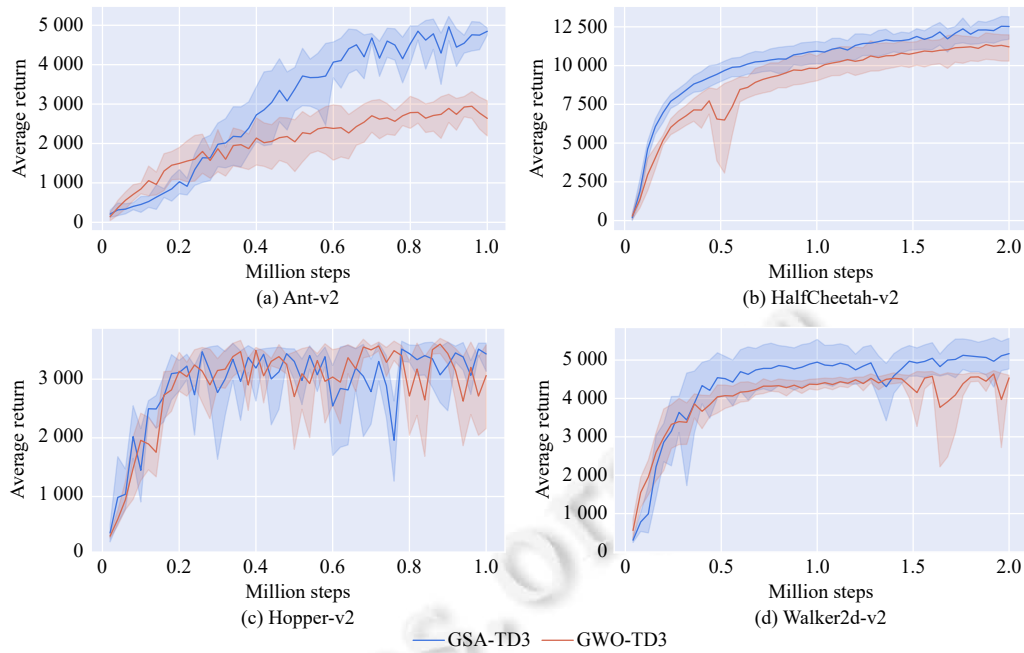 5 000
4 000
3 000
2 000
1 000
0
Average return
0 0.2 0.4 0.6 0.8 1.0
Million steps
(a) Ant-v2
12 500
10 000
7 500
5 000
2 500
0
Average return
0 0.5 1.0 1.5 2.0
Million steps
(b) HalfCheetah-v2
3 000
2 000
1 000
0
Average return
0 0.2 0.4 0.6 0.8 1.0
Million steps
(c) Hopper-v2
5 000
4 000
3 000
2 000
1 000
0
Average return
0 0.5 1.0 1.5 2.0
Million steps
(d) Walker2d-v2
GSA-TD3 GWO-TD3